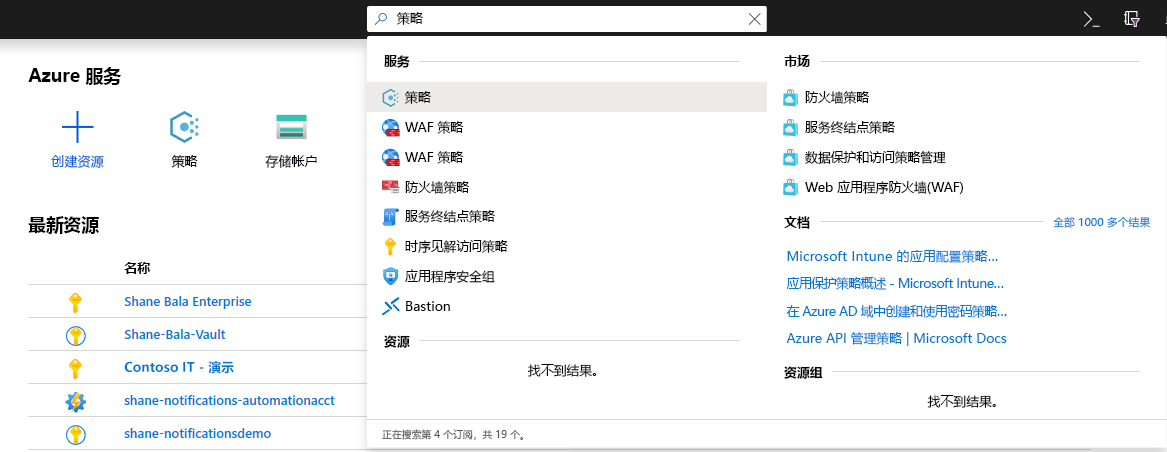 策略
Azure 服务
创建资源
策略
存储帐户
最新资源
名称
Shane Bala Enterprise
Shane-Bala-Vault
Contoso IT - 演示
shane-notifications-automationacct
shane-notificationsdemo
服务
策略
WAF 策略
WAF 策略
防火墙策略
服务终结点策略
时序见解访问策略
应用程序安全组
Bastion
资源
找不到结果。
市场
防火墙策略
服务终结点策略
数据保护和访问策略管理
Web 应用程序防火墙(WAF)
文档
全部 1000 多个结果
Microsoft Intune 的应用配置策略...
应用保护策略概述 - Microsoft Intune...
在 Azure AD 域中创建和使用密码策略...
Azure API 管理策略 | Microsoft Docs
资源组
找不到结果。
正在搜索第 4 个订阅，共 19 个。